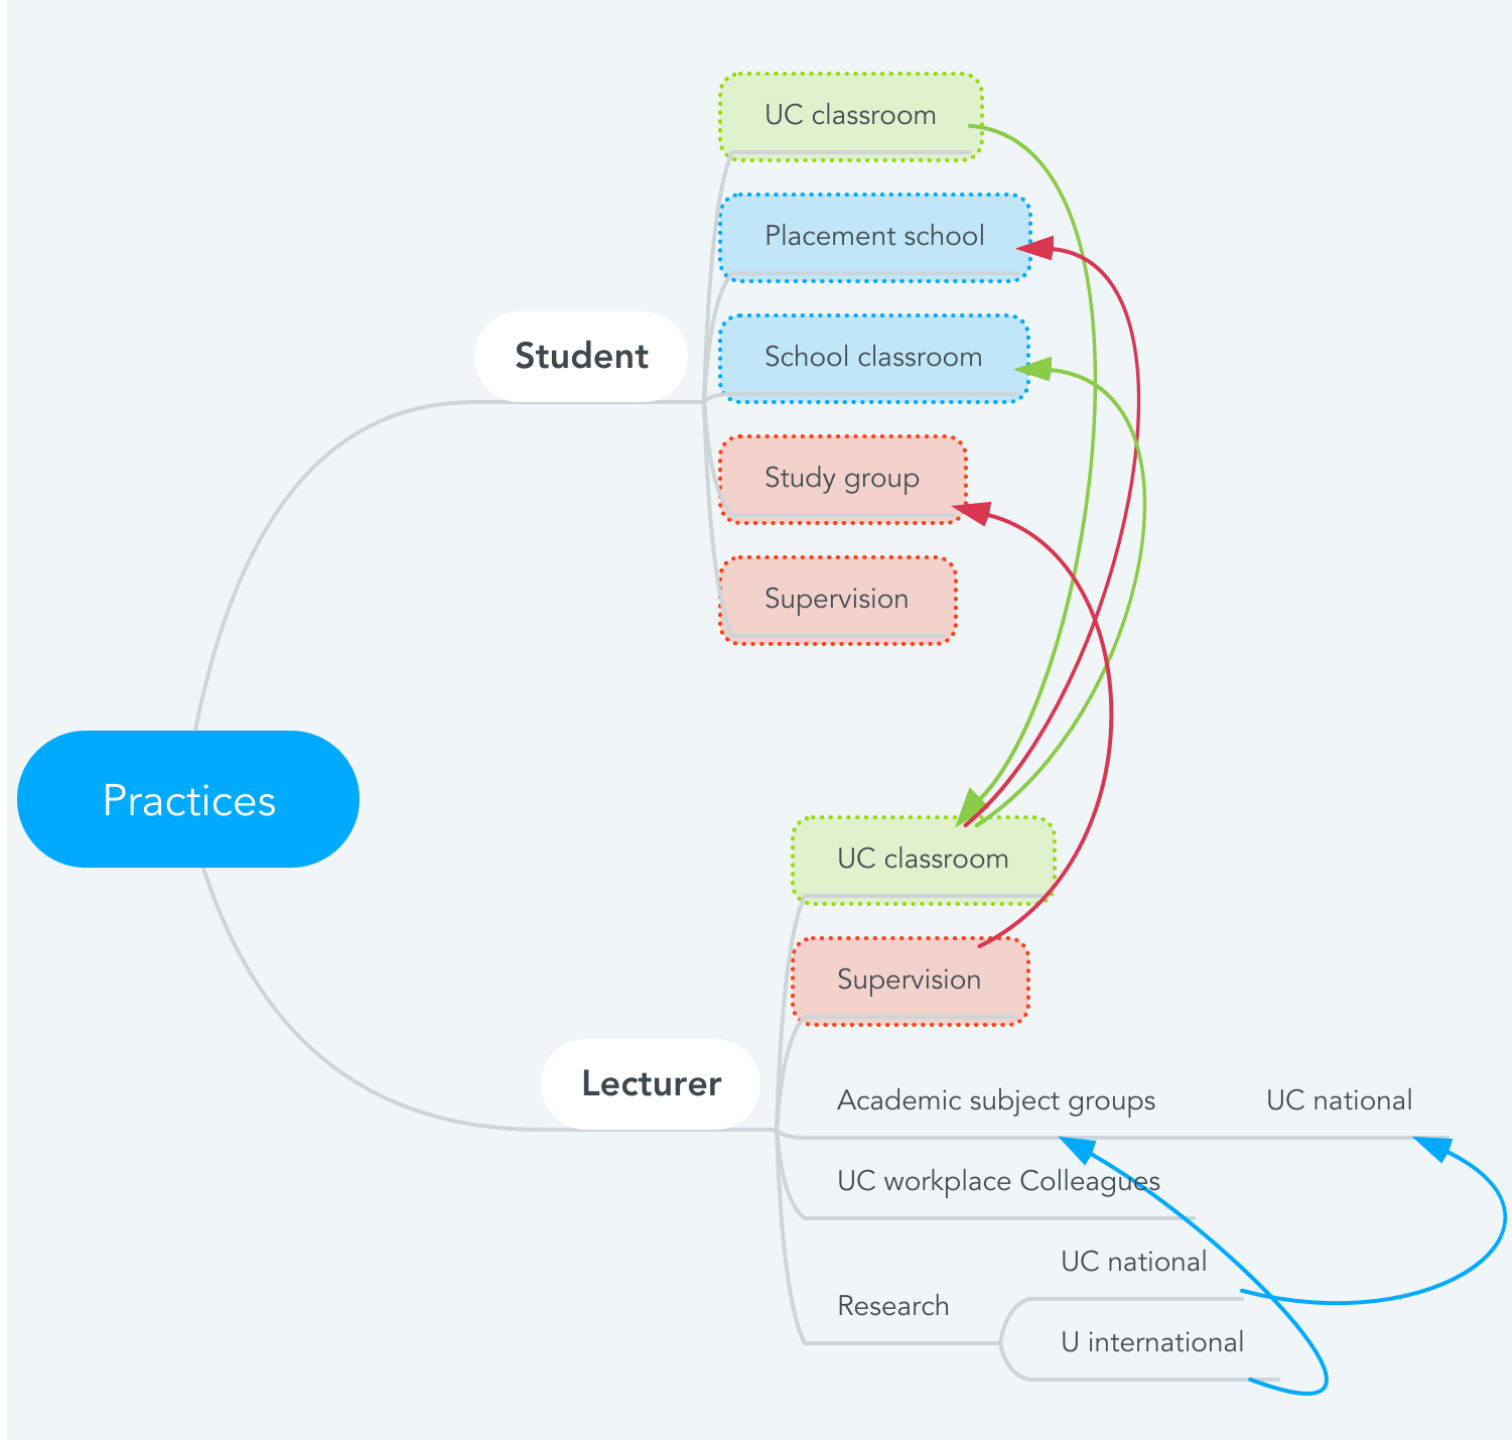 UC classroom
Placement school
School classroom
Student
Study group
Supervision
Practices
UC classroom
Supervision
Lecturer
Academic subject groups
UC national
UC workplace Colleagues
UC national
Research
U international